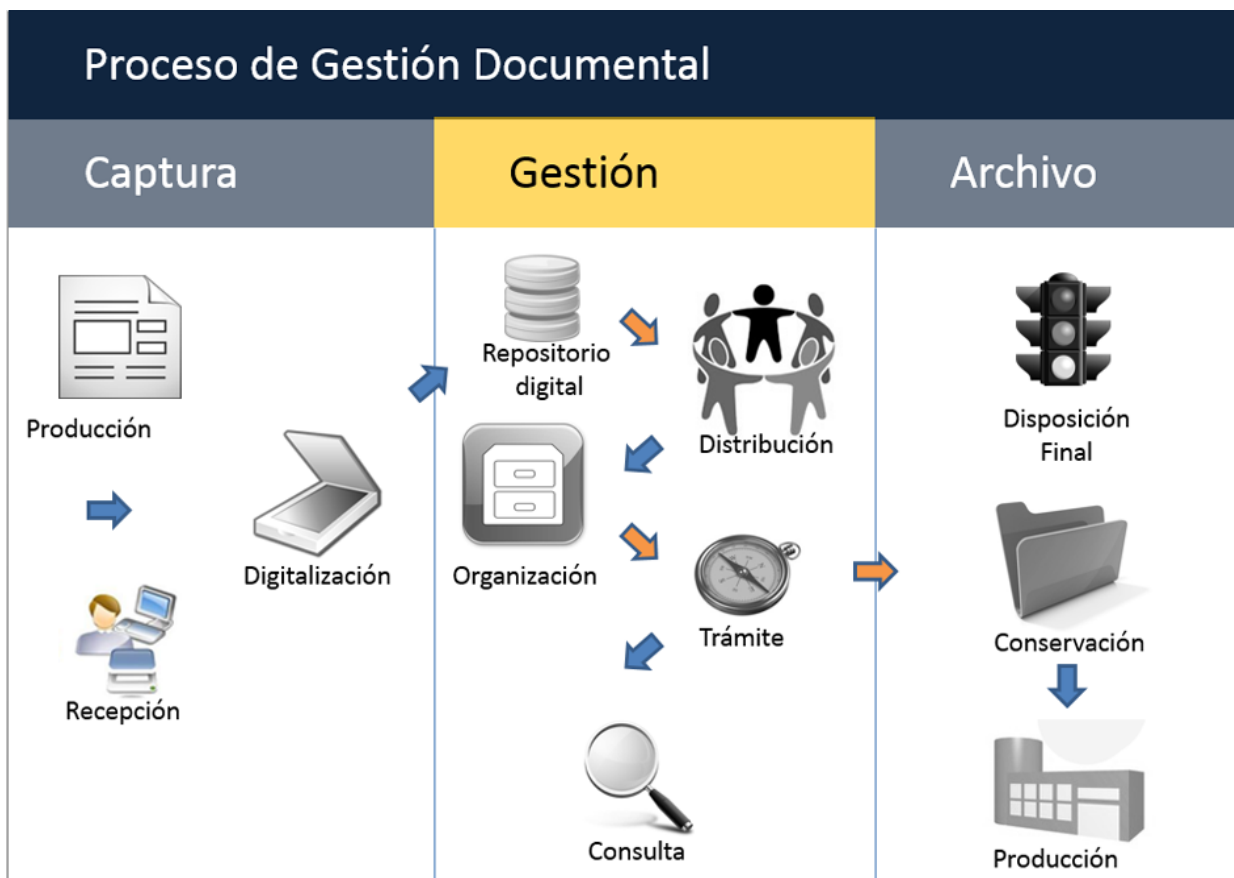 Proceso de Gestión Documental
Captura
Gestión
Archivo
Producción
Digitalización
Recepción
Repositorio
digital
Distribución
Organización
Trámite
Consulta
Disposición
Final
Conservación
Producción